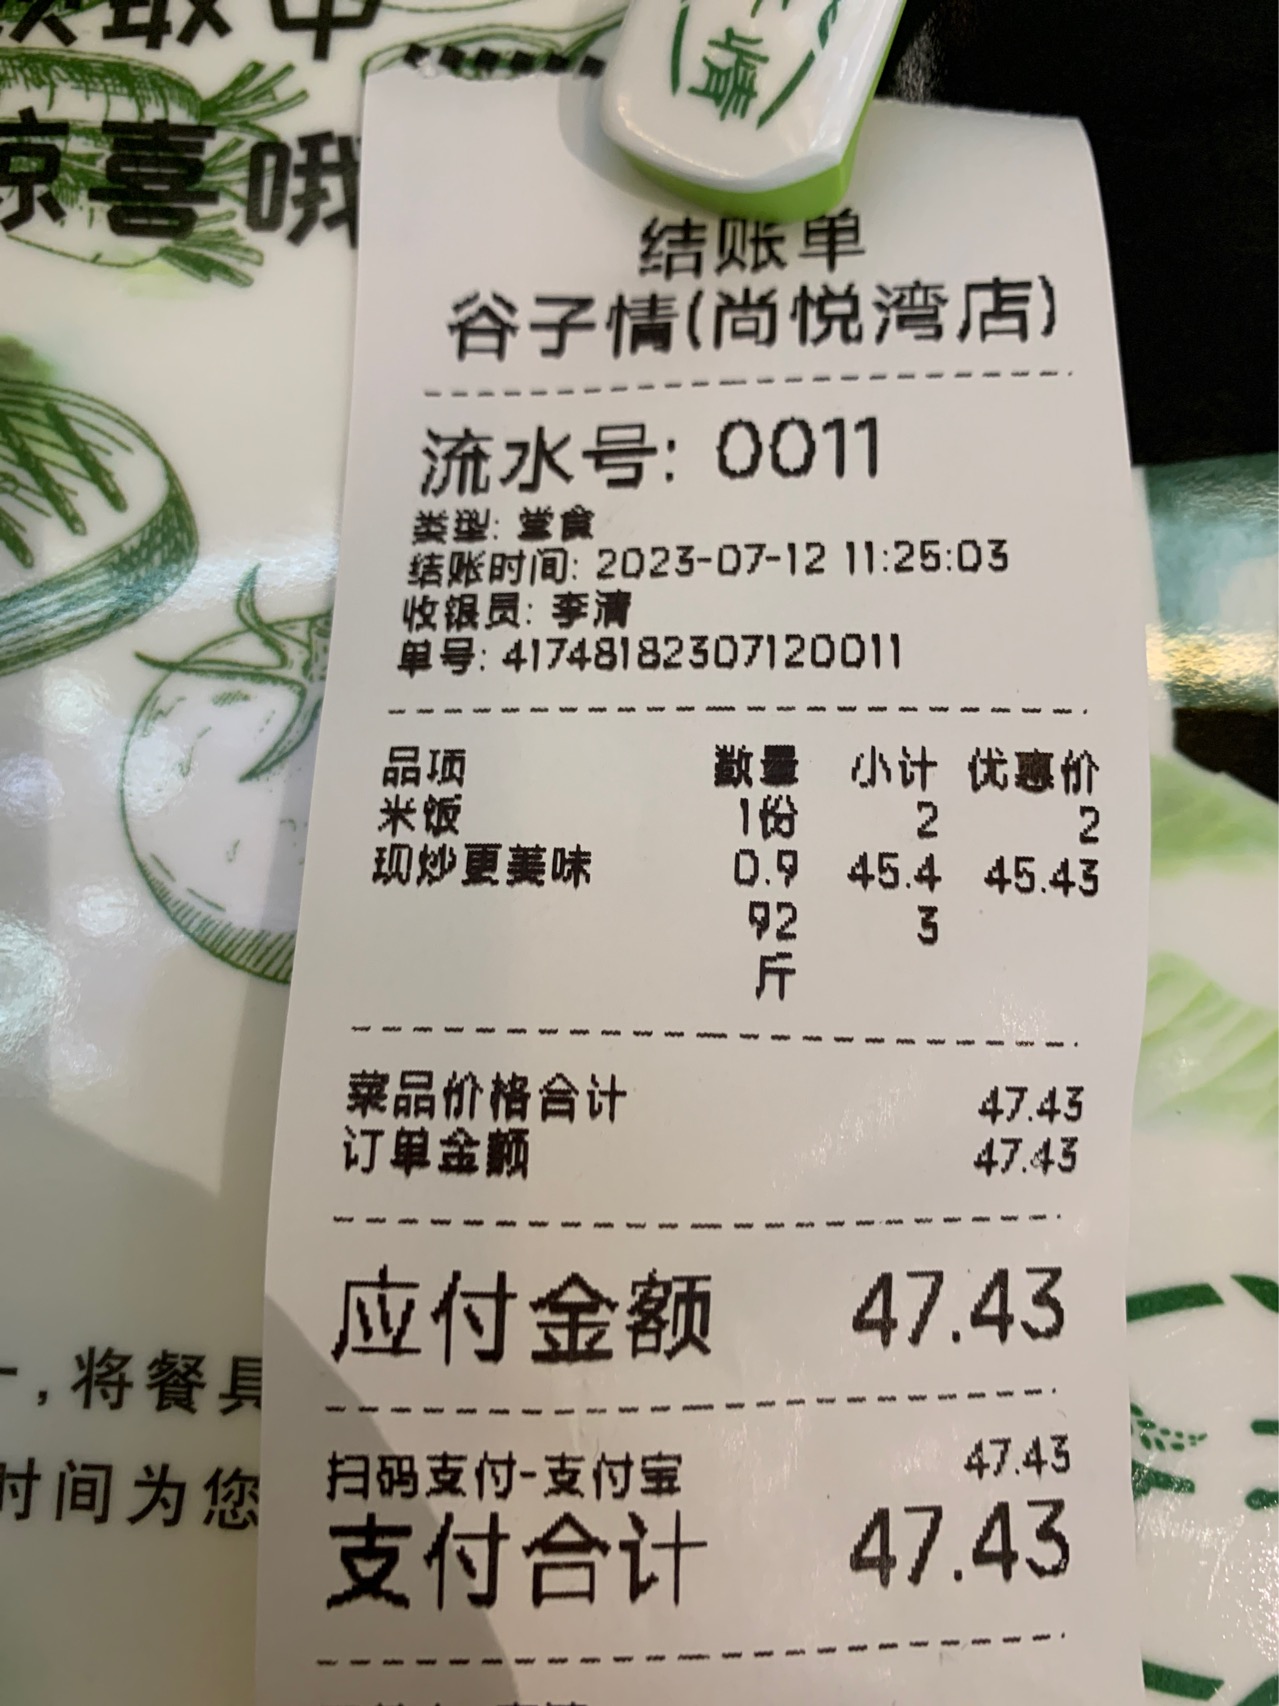 惊喜哦
情
结账单
谷子情(尚悦湾店)
流水号: 0011
类型: 堂食
结账时间: 2023-07-12 11:25:03
收银员: 李清
单号: 41748182307120011
品项 数量 小计 优惠价
米饭 1份 2 2
现炒更美味 0.9 45.4 45.43
92 3
斤
菜品价格合计 47.43
订单金额 47.43
应付金额 47.43
,将餐具
时间为您
扫码支付-支付宝 47.43
支付合计 47.43